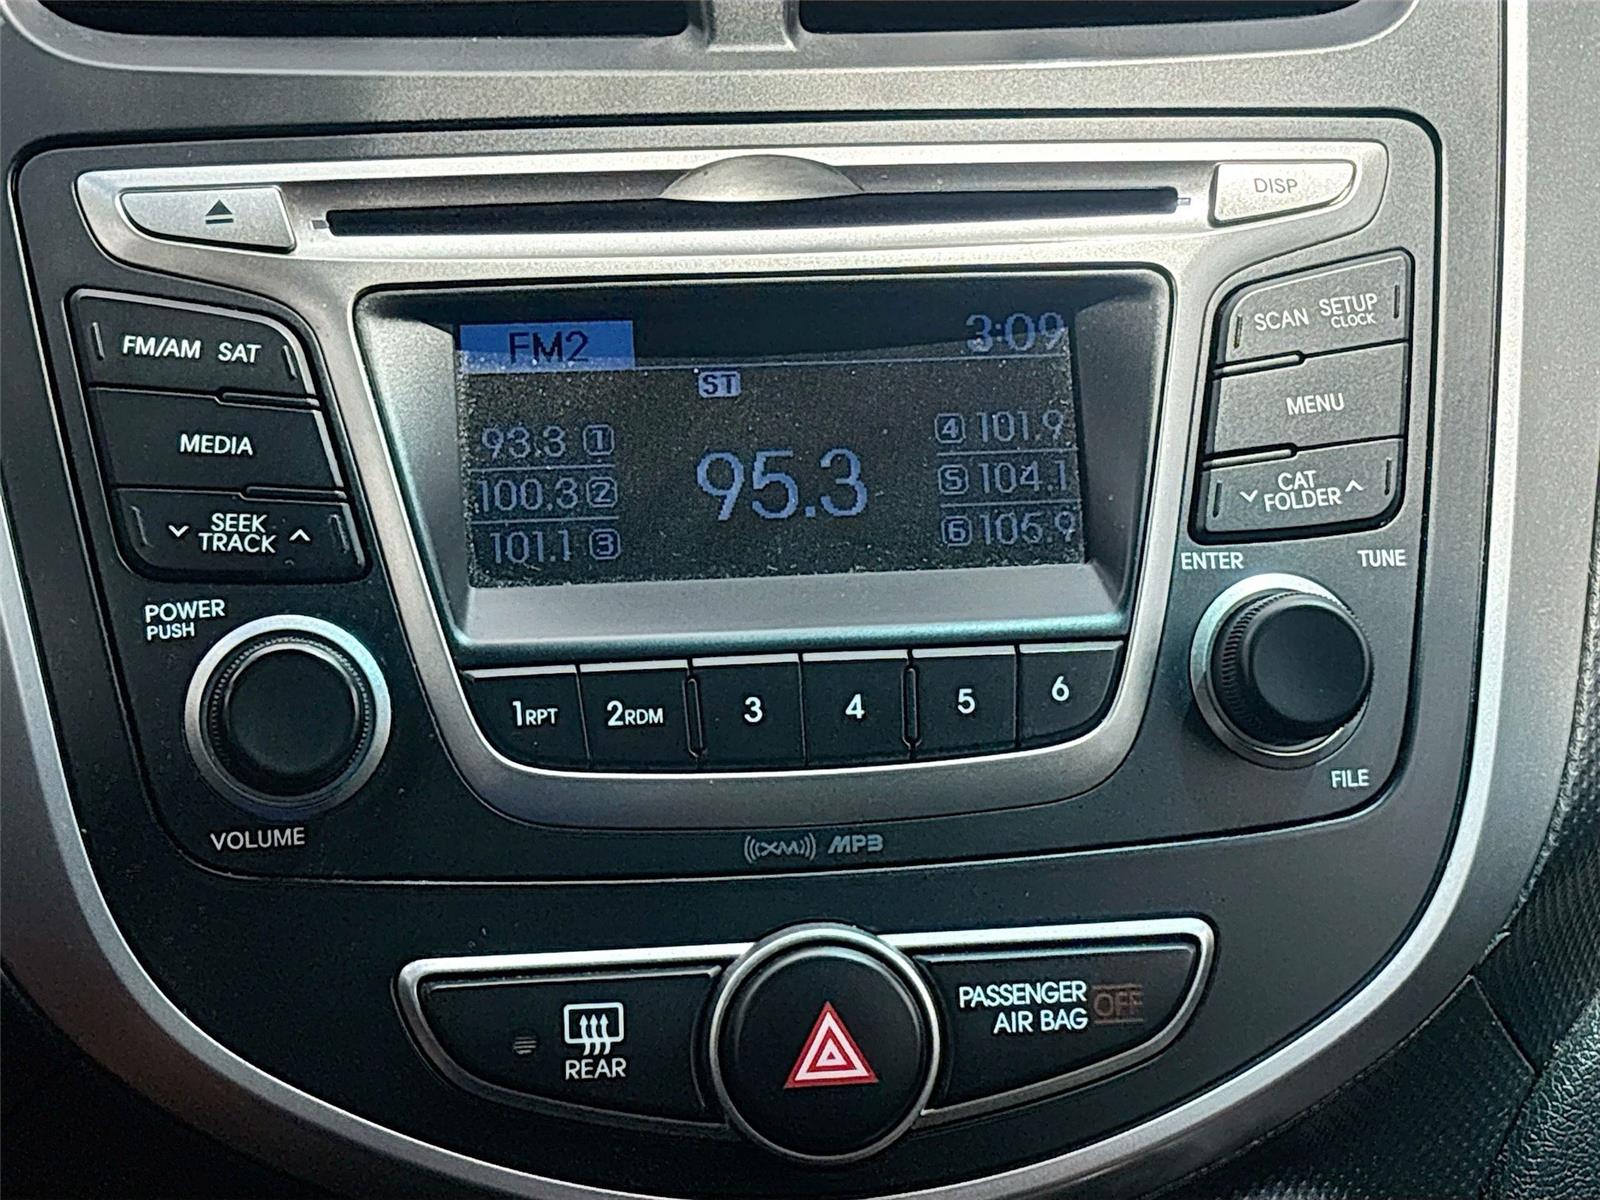 DISP
FM/AM SAT
SCAN SETUP
CLOCK
MEDIA
MENU
SEEK
TRACK
CAT
FOLDER
FM2 3:09
ST
93.3 1
100.3 2
101.1 3
95.3
4 101.9
5 104.1
6 105.9
ENTER TUNE
POWER
PUSH
1RPT 2RDM 3 4 5 6
FILE
VOLUME
((XM)) MP3
REAR
PASSENGER
AIR BAG OFF